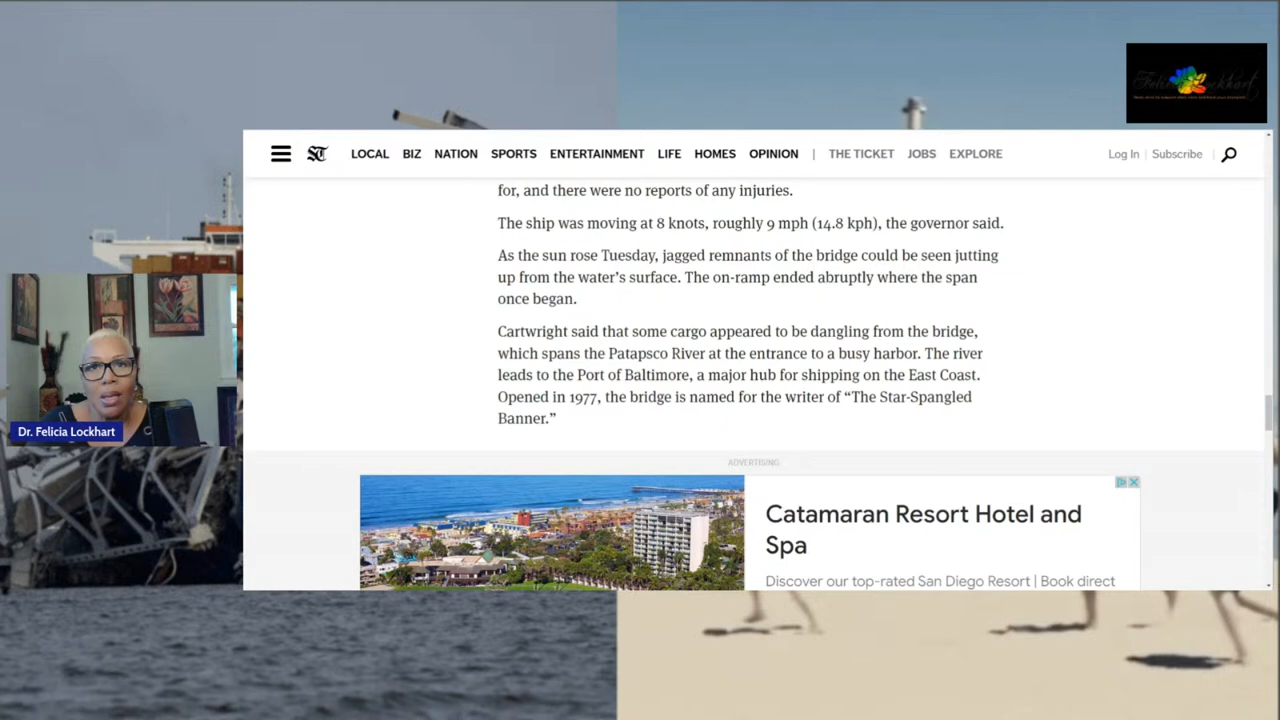 Felicia Lockhart
ST LOCAL BIZ NATION SPORTS ENTERTAINMENT LIFE HOMES OPINION | THE TICKET JOBS EXPLORE Log In | Subscribe
for, and there were no reports of any injuries.
The ship was moving at 8 knots, roughly 9 mph (14.8 kph), the governor said.
As the sun rose Tuesday, jagged remnants of the bridge could be seen jutting
up from the water’s surface. The on-ramp ended abruptly where the span
once began.
Cartwright said that some cargo appeared to be dangling from the bridge,
which spans the Patapsco River at the entrance to a busy harbor. The river
leads to the Port of Baltimore, a major hub for shipping on the East Coast.
Opened in 1977, the bridge is named for the writer of “The Star-Spangled
Banner.”
Dr. Felicia Lockhart
ADVERTISING
Catamaran Resort Hotel and
Spa
Discover our top-rated San Diego Resort | Book direct